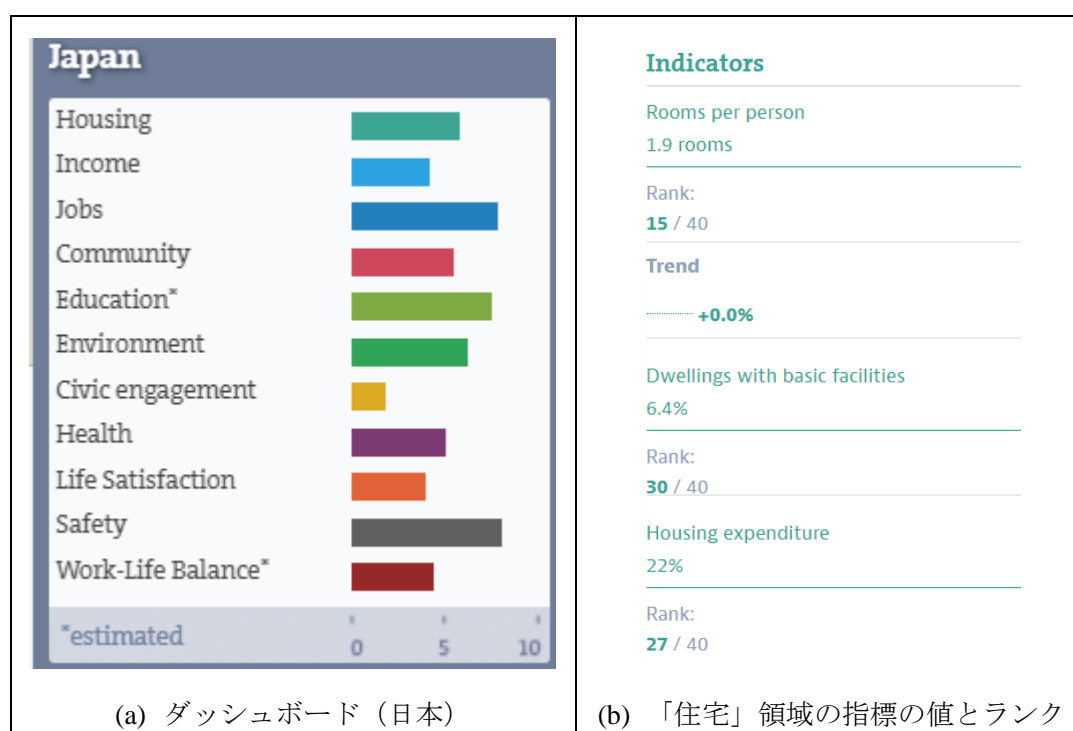 Japan
Housing
Income
Jobs
Community
Education*
Environment
Civic engagement
Health
Life Satisfaction
Safety
Work-Life Balance*
*estimated
0 5 10
(a) ダッシュボード（日本）
Indicators
Rooms per person
1.9 rooms
Rank:
15 / 40
Trend
+0.0%
Dwellings with basic facilities
6.4%
Rank:
30 / 40
Housing expenditure
22%
Rank:
27 / 40
(b) 「住宅」領域の指標の値とランク